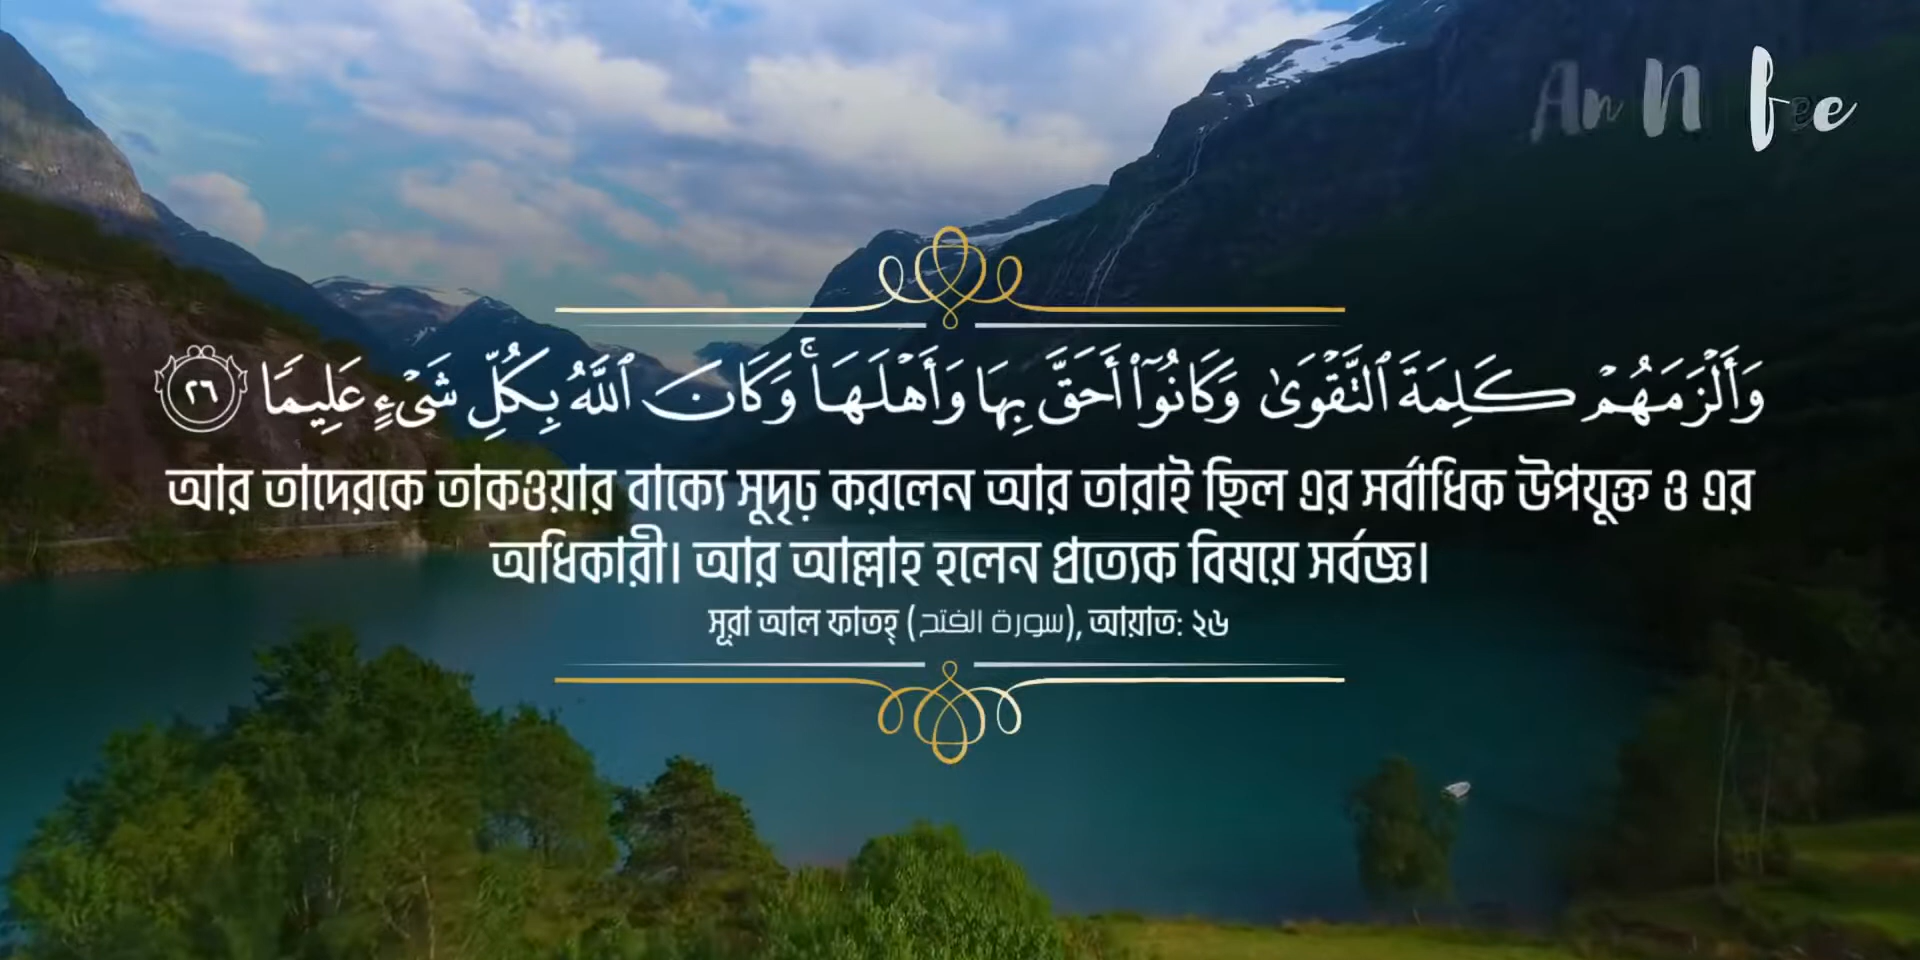 وَأَلْزَمَهُمْ كَلِمَةَ ٱلتَّقْوَىٰ وَكَانُوٓا۟ أَحَقَّ بِهَا وَأَهْلَهَا ۚ وَكَانَ ٱللَّهُ بِكُلِّ شَىْءٍ عَلِيمًا ٢٦
আর তাদেরকে তাকওয়ার বাক্যে সুদৃঢ় করলেন আর তারাই ছিল এর সর্বাধিক উপযুক্ত ও এর
অধিকারী। আর আল্লাহ হলেন প্রত্যেক বিষয়ে সর্বজ্ঞ।
সূরা আল ফাতহ্ (سورة الفتح), আয়াত: ২৬